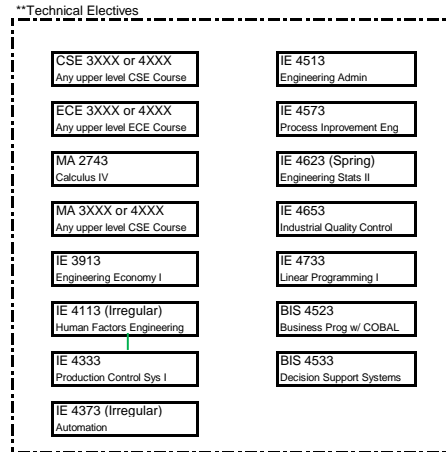 **Technical Electives
CSE 3XXX or 4XXX
Any upper level CSE Course
ECE 3XXX or 4XXX
Any upper level ECE Course
MA 2743
Calculus IV
MA 3XXX or 4XXX
Any upper level CSE Course
IE 3913
Engineering Economy I
IE 4113 (Irregular)
Human Factors Engineering
IE 4333
Production Control Sys I
IE 4373 (Irregular)
Automation
IE 4513
Engineering Admin
IE 4573
Process Inprovement Eng
IE 4623 (Spring)
Engineering Stats II
IE 4653
Industrial Quality Control
IE 4733
Linear Programming I
BIS 4523
Business Prog w/ COBAL
BIS 4533
Decision Support Systems